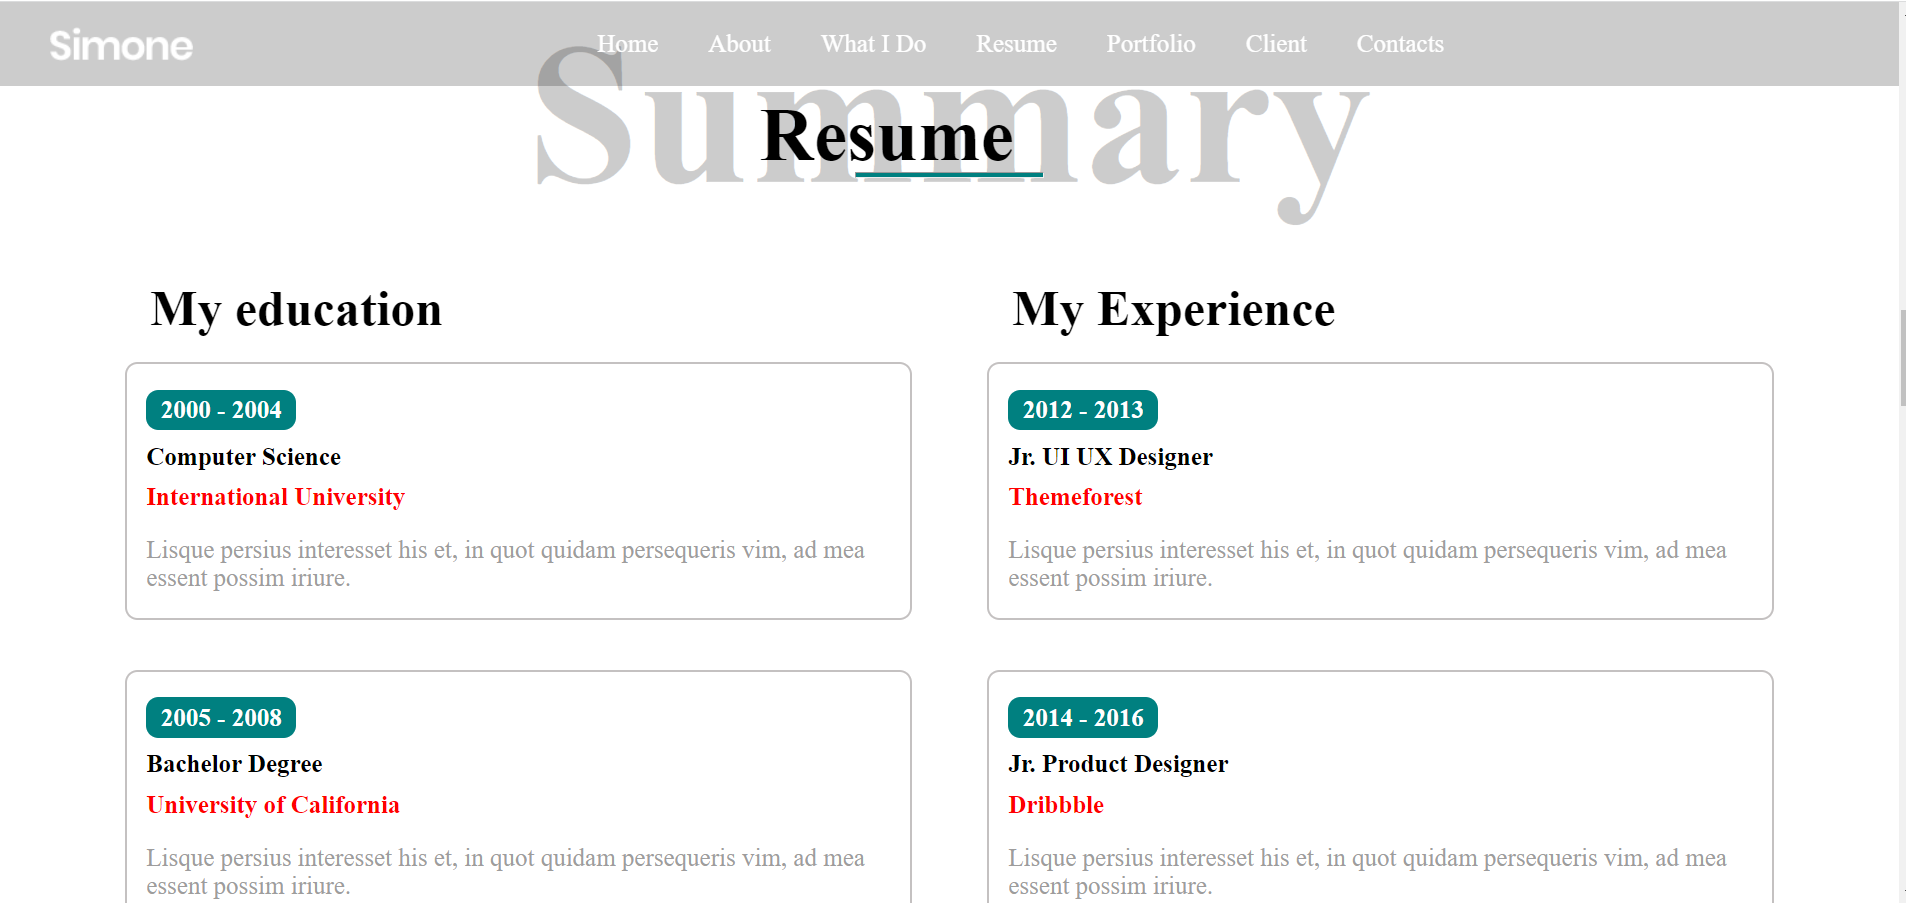 Simone
Home About What I Do Resume Portfolio Client Contacts
Summary
Resume
My education
2000 - 2004
Computer Science
International University
Lisque persius interesset his et, in quot quidam persequeris vim, ad mea
essent possim iriure.
2005 - 2008
Bachelor Degree
University of California
Lisque persius interesset his et, in quot quidam persequeris vim, ad mea
essent possim iriure.
My Experience
2012 - 2013
Jr. UI UX Designer
Themeforest
Lisque persius interesset his et, in quot quidam persequeris vim, ad mea
essent possim iriure.
2014 - 2016
Jr. Product Designer
Dribbble
Lisque persius interesset his et, in quot quidam persequeris vim, ad mea
essent possim iriure.